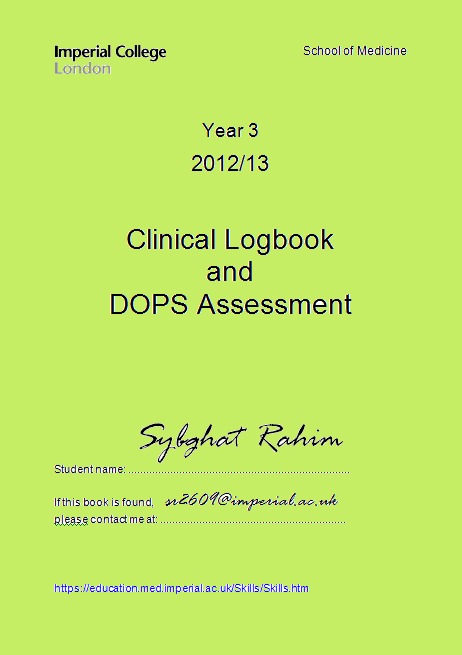 Imperial College
London
School of Medicine
Year 3
2012/13
Clinical Logbook
and
DOPS Assessment
Sybghat Rahim
Student name: ..........................................................................
If this book is found, sr2609@imperial.ac.uk
please contact me at: ..............................................................
https://education.med.imperial.ac.uk/Skills/Skills.htm